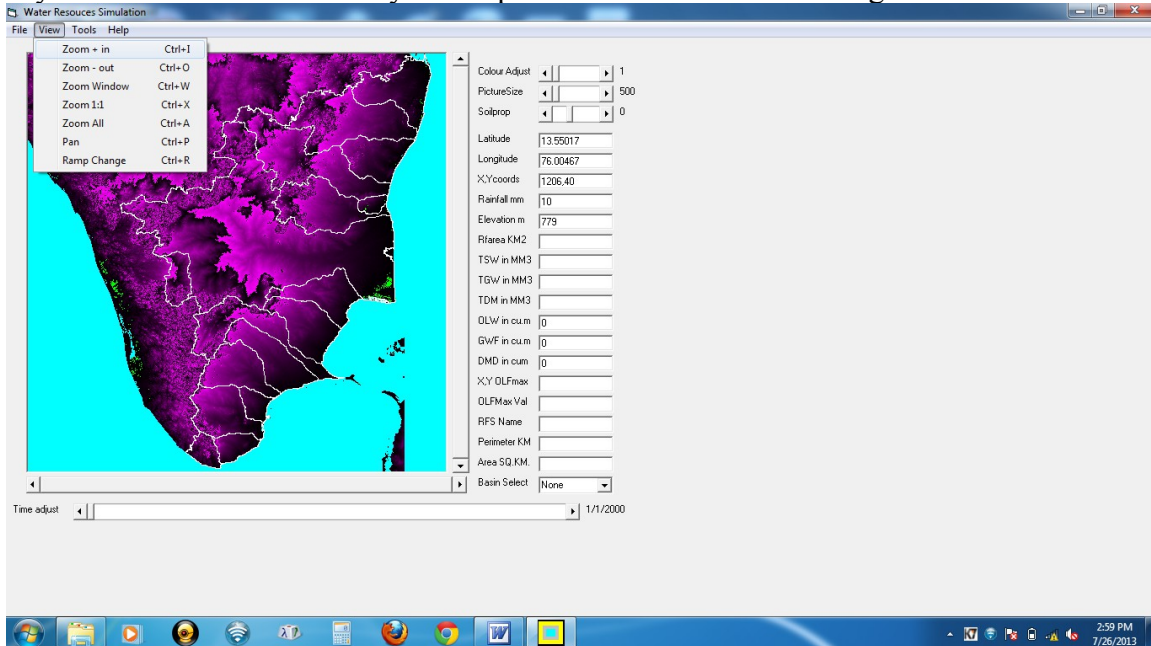 Water Resouces Simulation
File View Tools Help
Zoom + in Ctrl+I
Zoom - out Ctrl+O
Zoom Window Ctrl+W
Zoom 1:1 Ctrl+X
Zoom All Ctrl+A
Pan Ctrl+P
Ramp Change Ctrl+R
Colour Adjust 1
PictureSize 500
Soilprop 0
Latitude 13.55017
Longitude 76.00467
X,Ycoords 1206,40
Rainfall mm 10
Elevation m 779
Rfarea KM2
TSW in MM3
TGW in MM3
TDM in MM3
OLW in cu.m 0
GWF in cu.m 0
DMD in cum 0
X,Y OLFmax
OLFMax Val
RFS Name
Perimeter KM
Area SQ.KM.
Basin Select None
Time adjust 1/1/2000
2:59 PM
7/26/2013